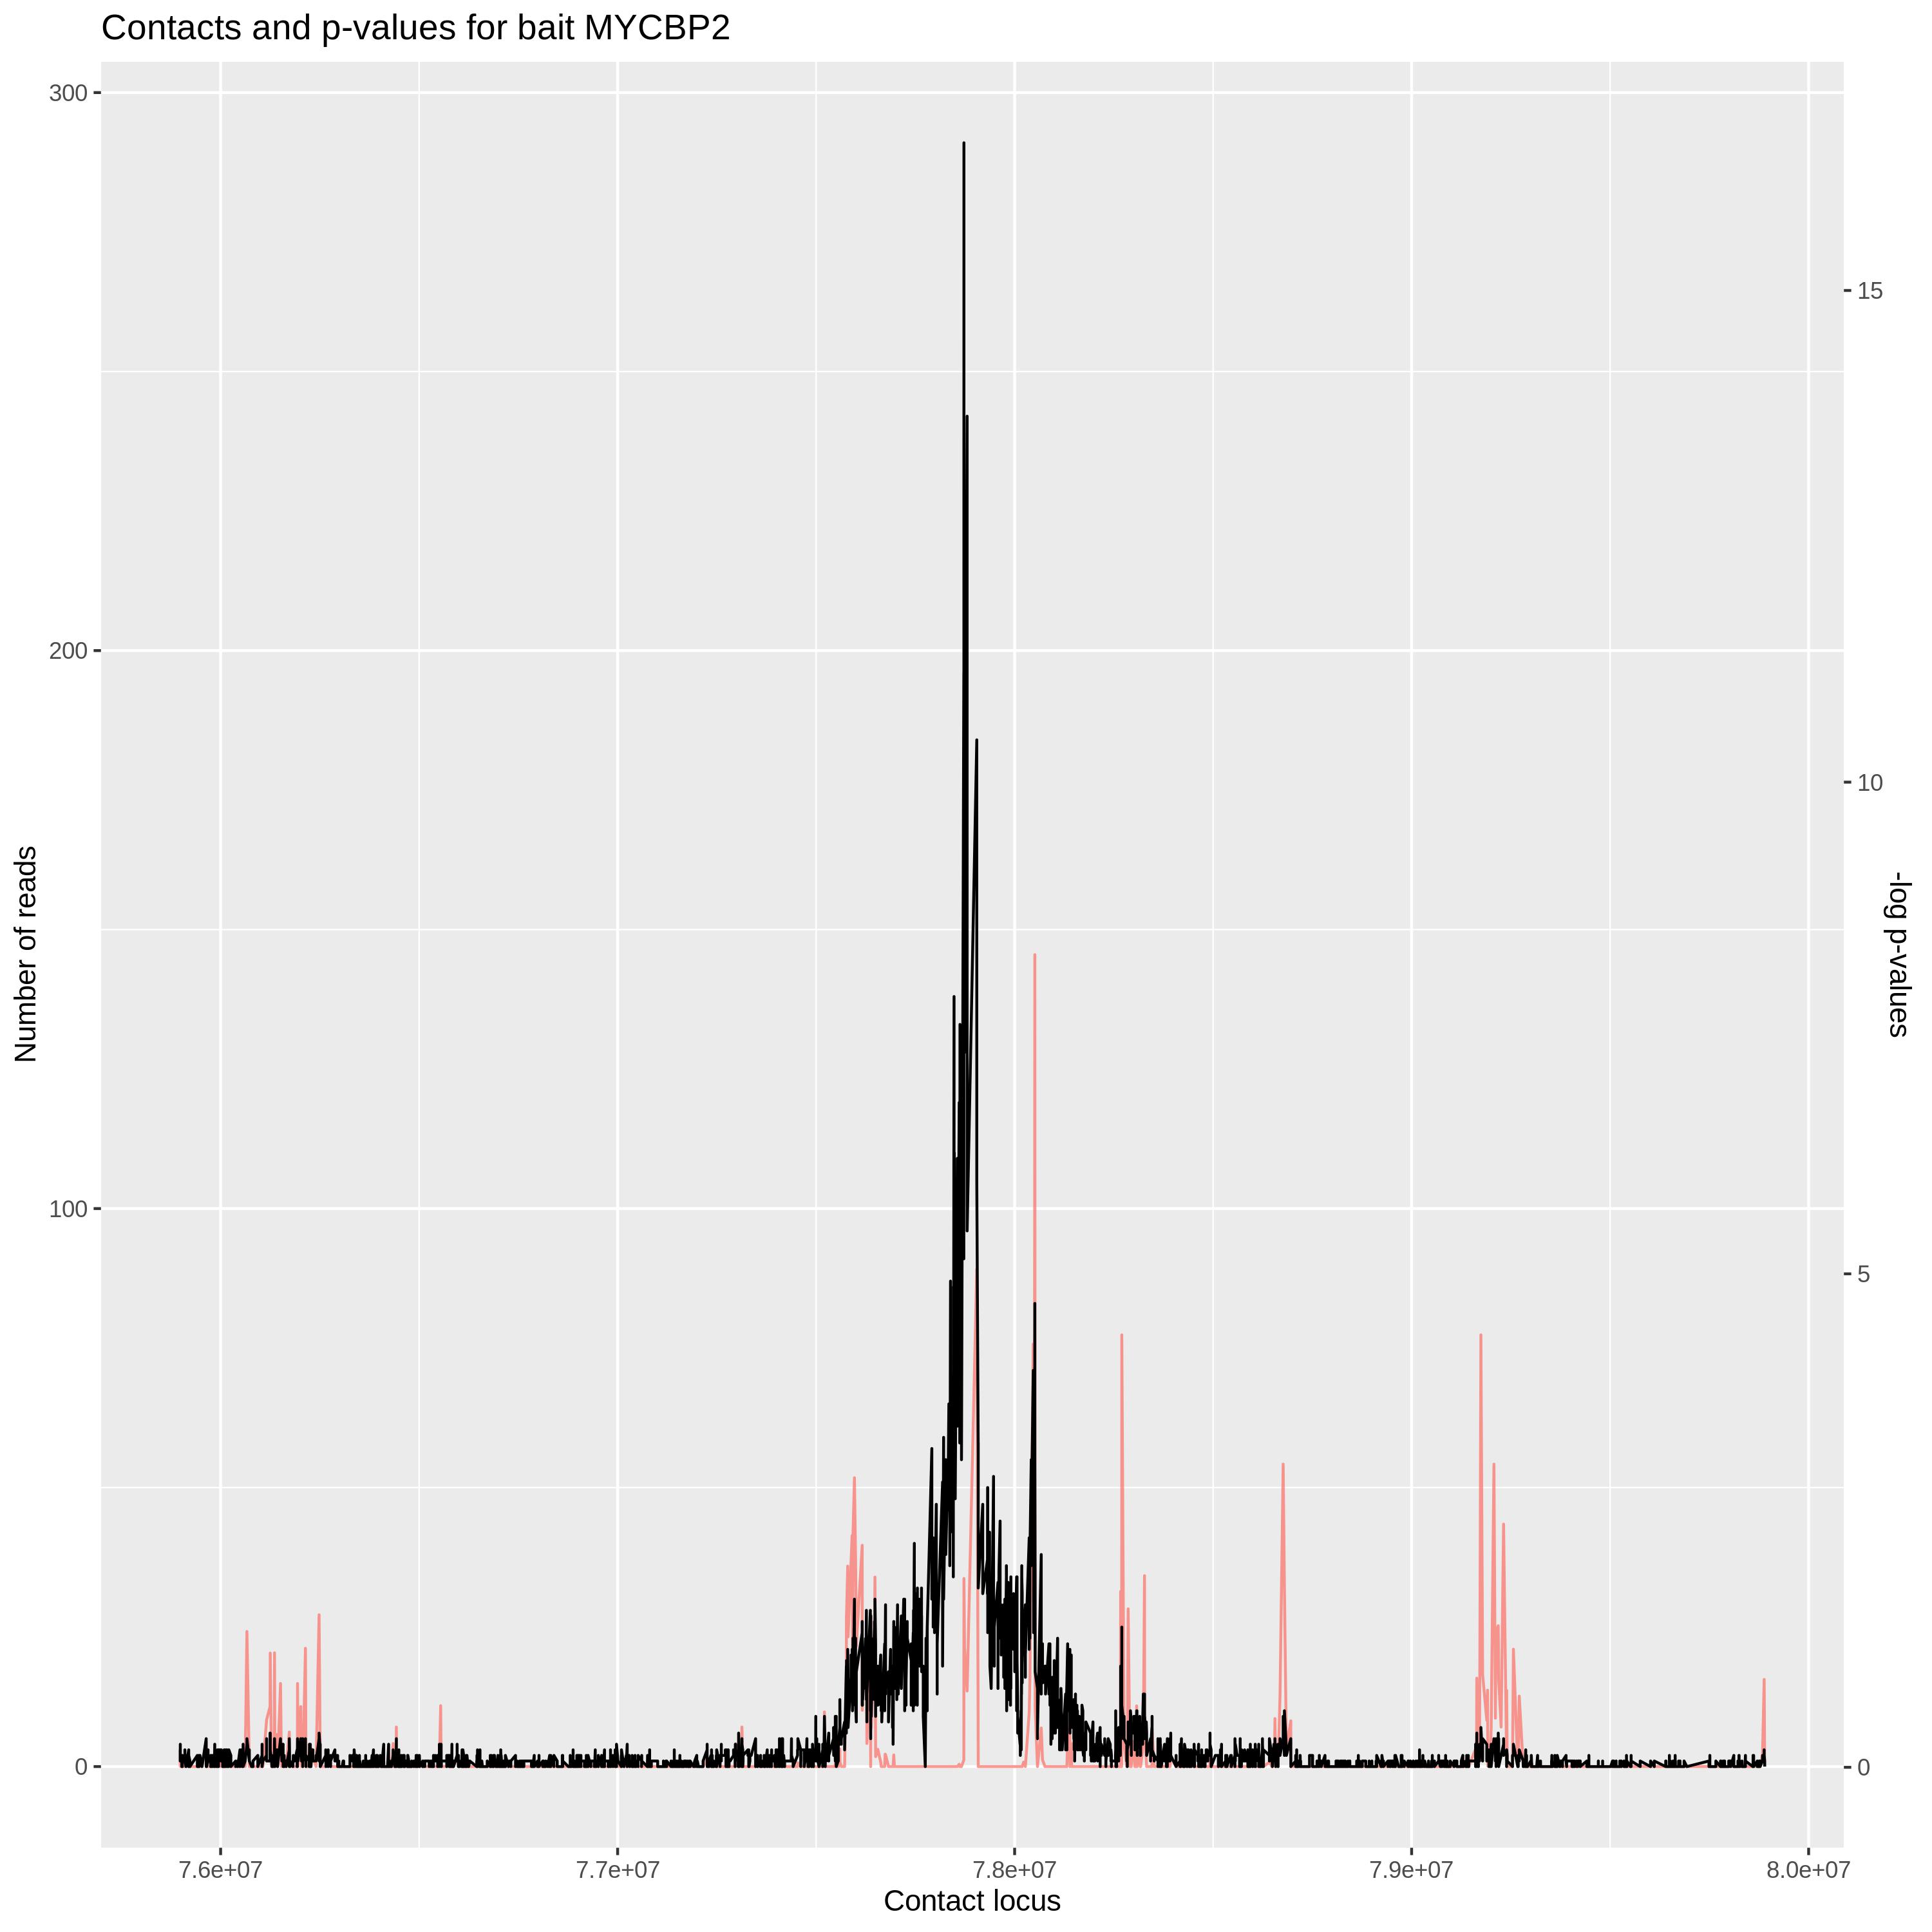 Contacts and p-values for bait MYCBP2
300
200
100
0
Number of reads
15
10
5
0
-log p-values
7.6e+07
7.7e+07
7.8e+07
7.9e+07
8.0e+07
Contact locus